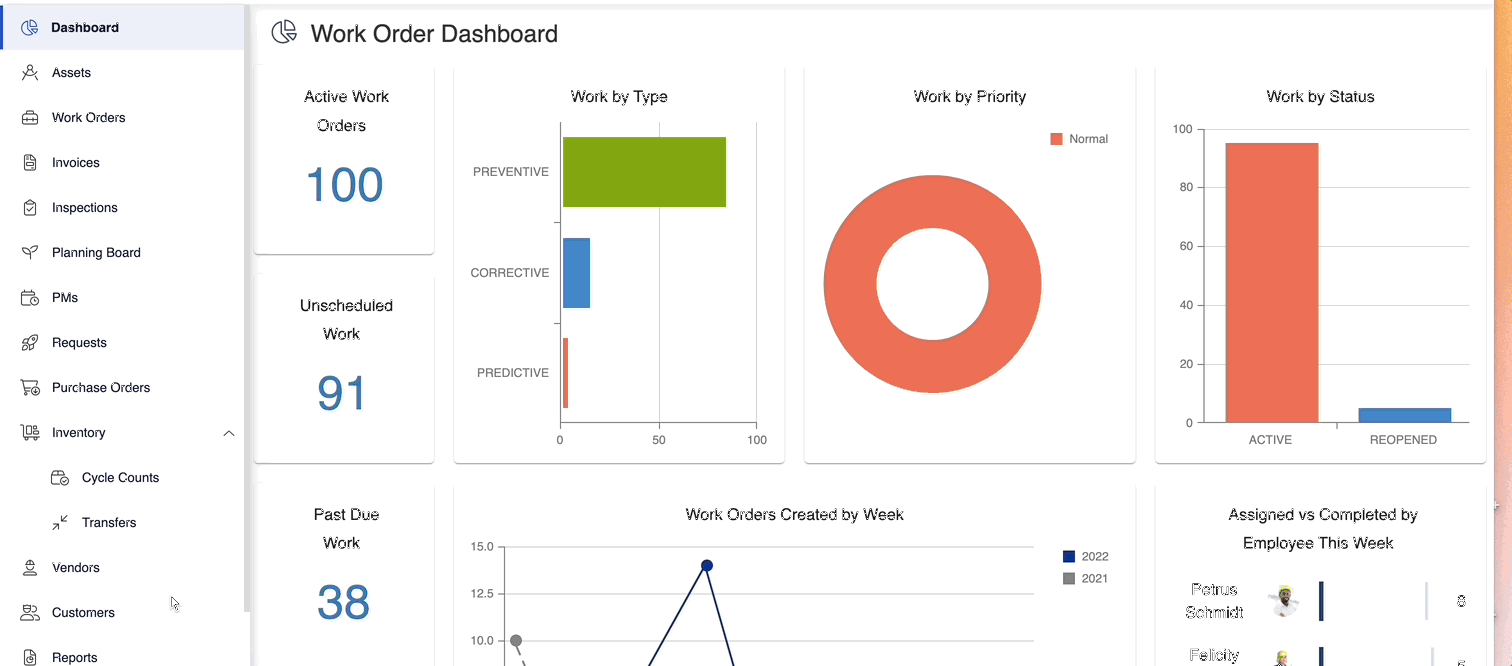 Dashboard
Assets
Work Orders
Invoices
Inspections
Planning Board
PMs
Requests
Purchase Orders
Inventory
Cycle Counts
Transfers
Vendors
Customers
Reports
Work Order Dashboard
Active Work
Orders
100
Unscheduled
Work
91
Past Due
Work
38
Work by Type
PREVENTIVE
CORRECTIVE
PREDICTIVE
0 50 100
Work by Priority
Normal
Work by Status
100
80
60
40
20
0
ACTIVE REOPENED
Work Orders Created by Week
15.0
12.5
10.0
2022
2021
Assigned vs Completed by
Employee This Week
Petrus
Schmidt
8
Felicity